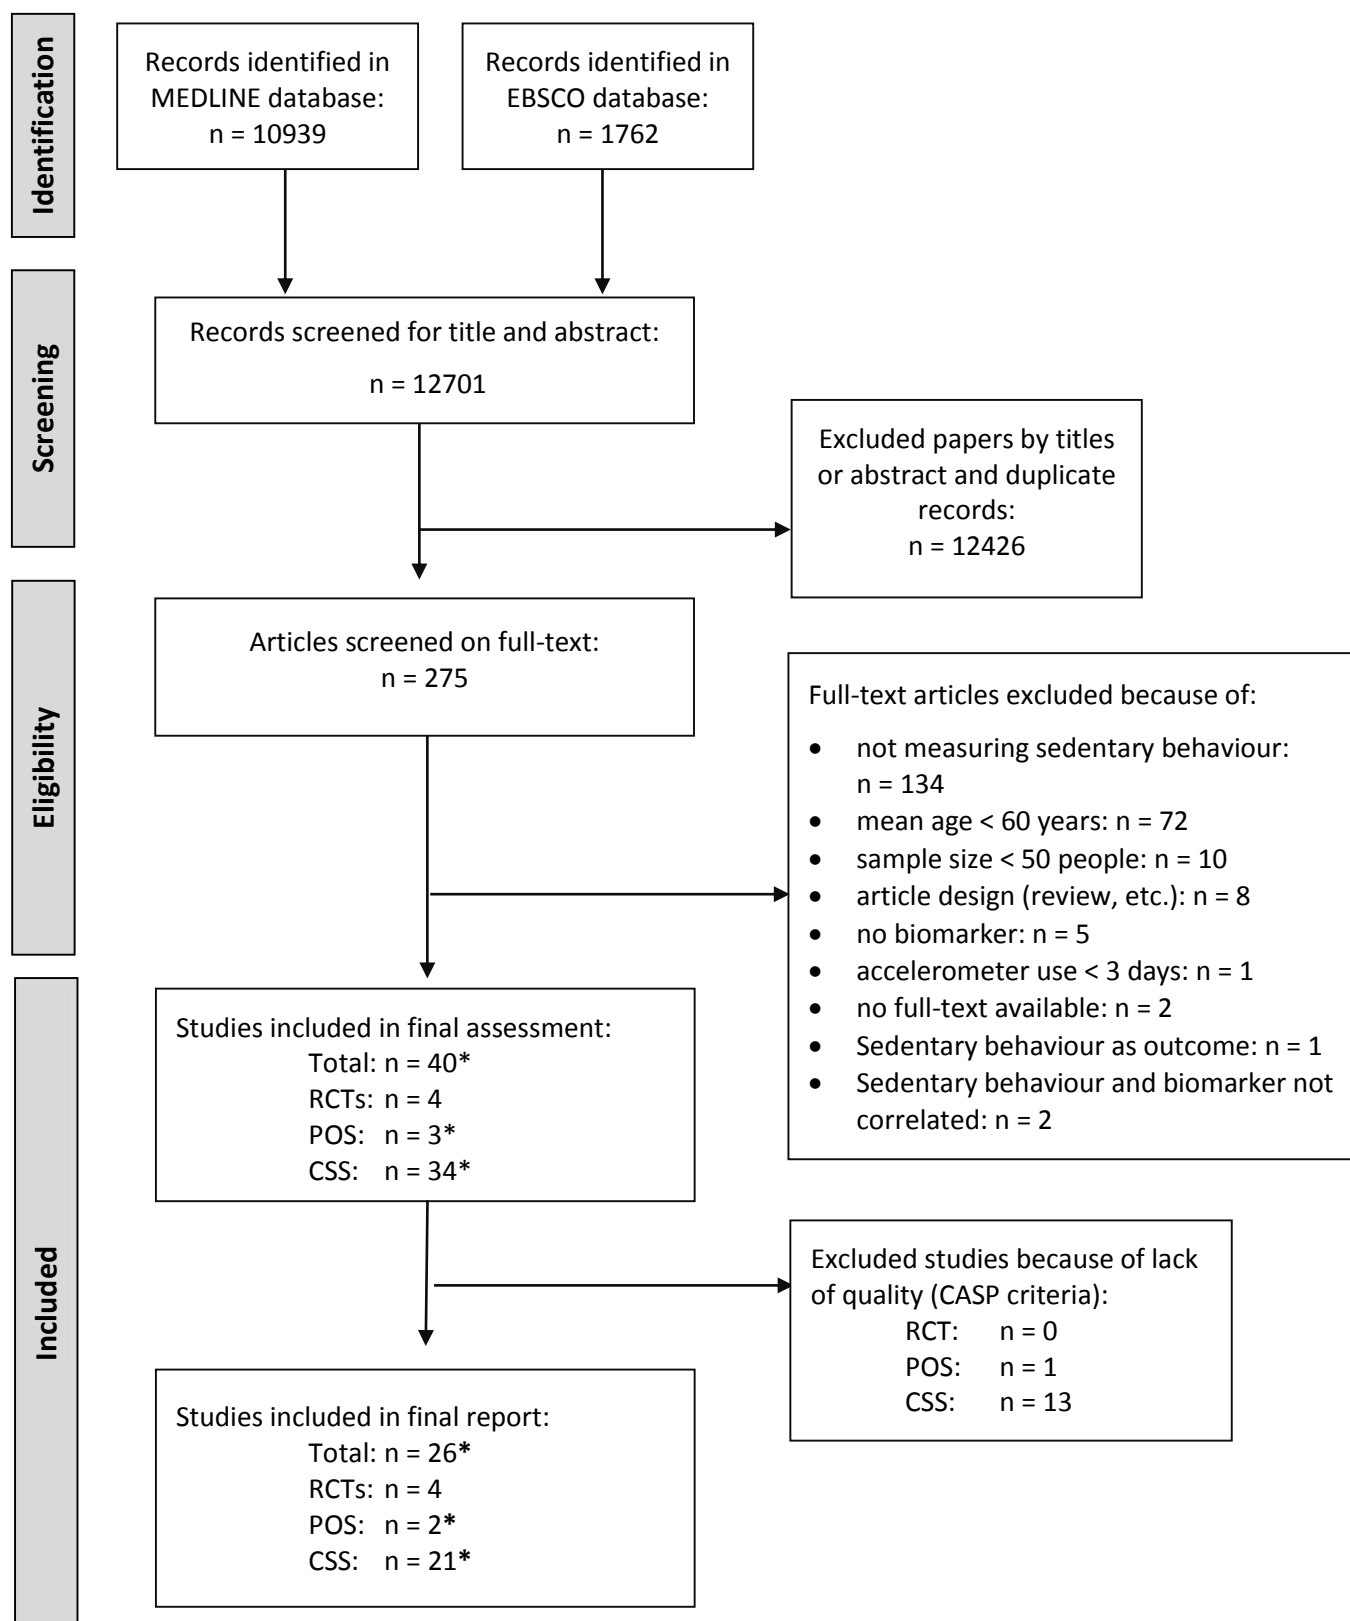 Identification
Records identified in
MEDLINE database:
n = 10939
Records identified in
EBSCO database:
n = 1762
Screening
Records screened for title and abstract:
n = 12701
Excluded papers by titles
or abstract and duplicate
records:
n = 12426
Eligibility
Articles screened on full-text:
n = 275
Full-text articles excluded because of:
• not measuring sedentary behaviour:
n = 134
• mean age < 60 years: n = 72
• sample size < 50 people: n = 10
• article design (review, etc.): n = 8
• no biomarker: n = 5
• accelerometer use < 3 days: n = 1
• no full-text available: n = 2
• Sedentary behaviour as outcome: n = 1
• Sedentary behaviour and biomarker not
correlated: n = 2
Included
Studies included in final assessment:
Total: n = 40*
RCTs: n = 4
POS: n = 3*
CSS: n = 34*
Excluded studies because of lack
of quality (CASP criteria):
RCT: n = 0
POS: n = 1
CSS: n = 13
Studies included in final report:
Total: n = 26*
RCTs: n = 4
POS: n = 2*
CSS: n = 21*